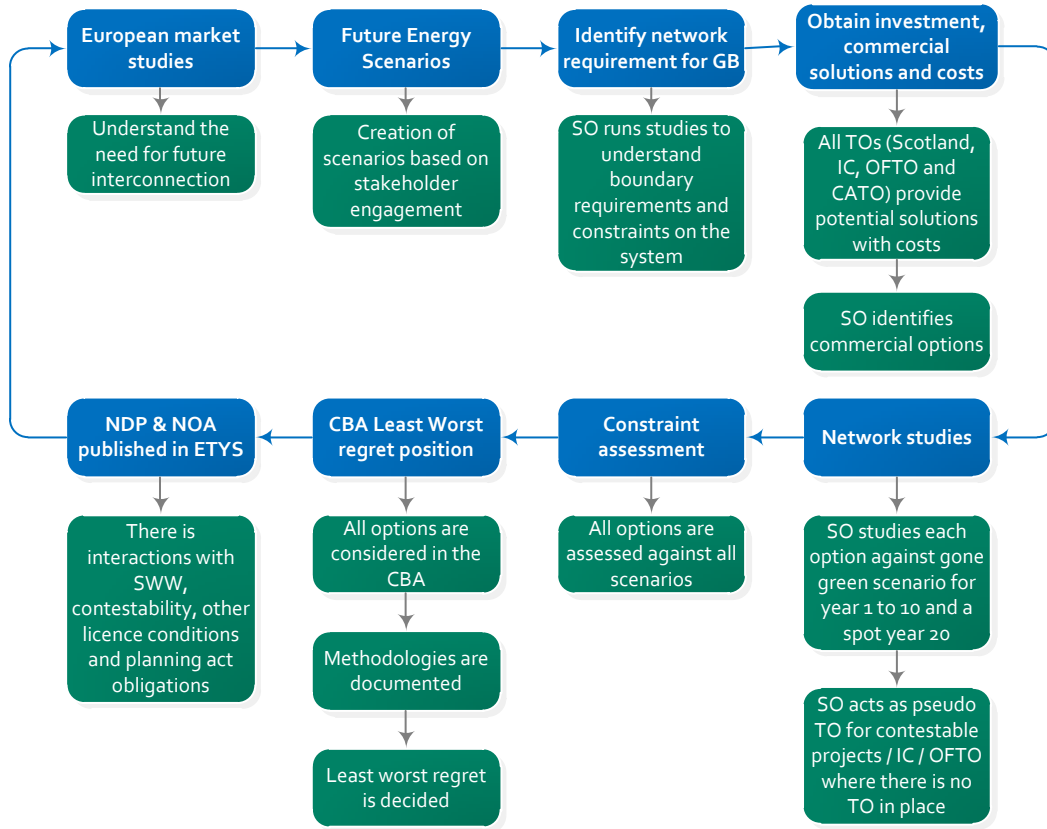 European market
studies
Future Energy
Scenarios
Identify network
requirement for GB
Obtain investment,
commercial
solutions and costs
Understand the
need for future
interconnection
Creation of
scenarios based on
stakeholder
engagement
SO runs studies to
understand
boundary
requirements and
constraints on the
system
All TOs (Scotland,
IC, OFTO and
CATO) provide
potential solutions
with costs
SO identifies
commercial options
NDP & NOA
published in ETYS
CBA Least Worst
regret position
Constraint
assessment
Network studies
There is
interactions with
SWW,
contestability, other
licence conditions
and planning act
obligations
All options are
considered in the
CBA
Methodologies are
documented
Least worst regret
is decided
All options are
assessed against all
scenarios
SO studies each
option against gone
green scenario for
year 1 to 10 and a
spot year 20
SO acts as pseudo
TO for contestable
projects / IC / OFTO
where there is no
TO in place